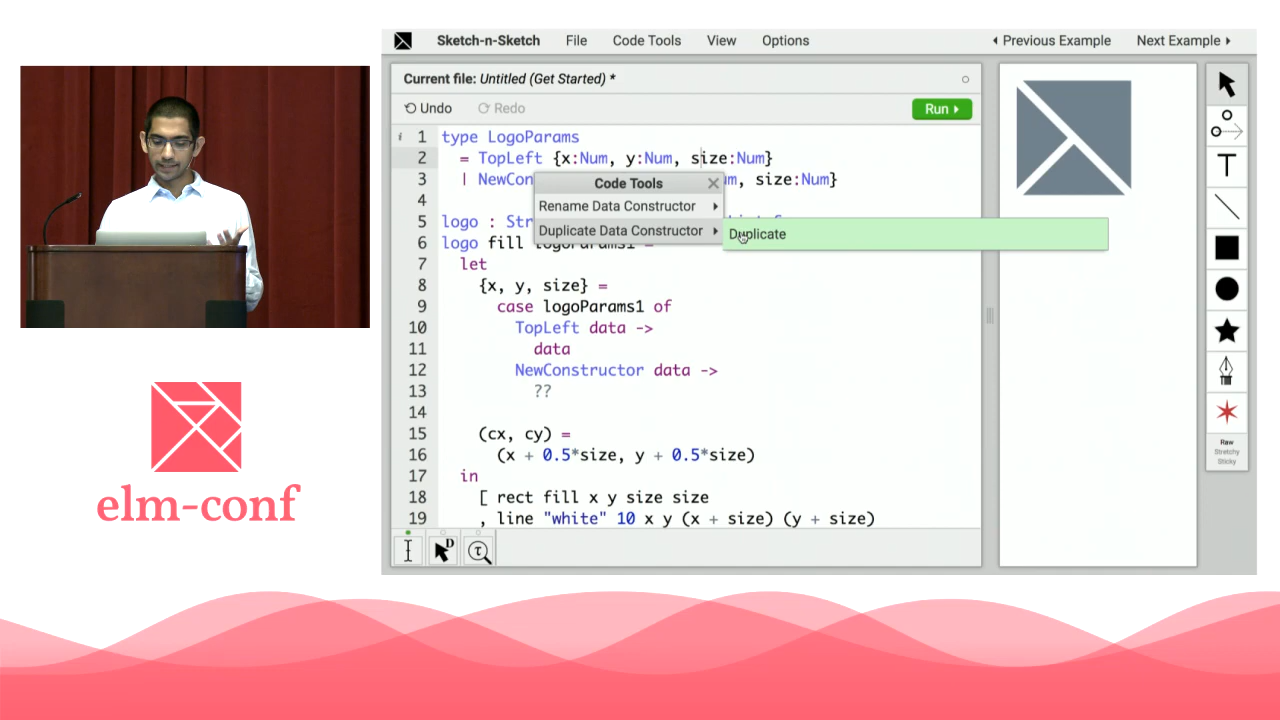 Sketch-n-Sketch File Code Tools View Options Previous Example Next Example
Current file: Untitled (Get Started) *
Undo Redo Run
1 type LogoParams
2 = TopLeft {x:Num, y:Num, size:Num}
3 | NewCon um, size:Num}
Code Tools
Rename Data Constructor
Duplicate Data Constructor
Duplicate
4
5 logo : Str
6 logo fill logoParams1 =
7 let
8 {x, y, size} =
9 case logoParams1 of
10 TopLeft data ->
11 data
12 NewConstructor data ->
13 ??
14
15 (cx, cy) =
16 (x + 0.5*size, y + 0.5*size)
17 in
18 [ rect fill x y size size
19 , line "white" 10 x y (x + size) (y + size)
D
T
Raw
Stretchy
Sticky
elm-conf